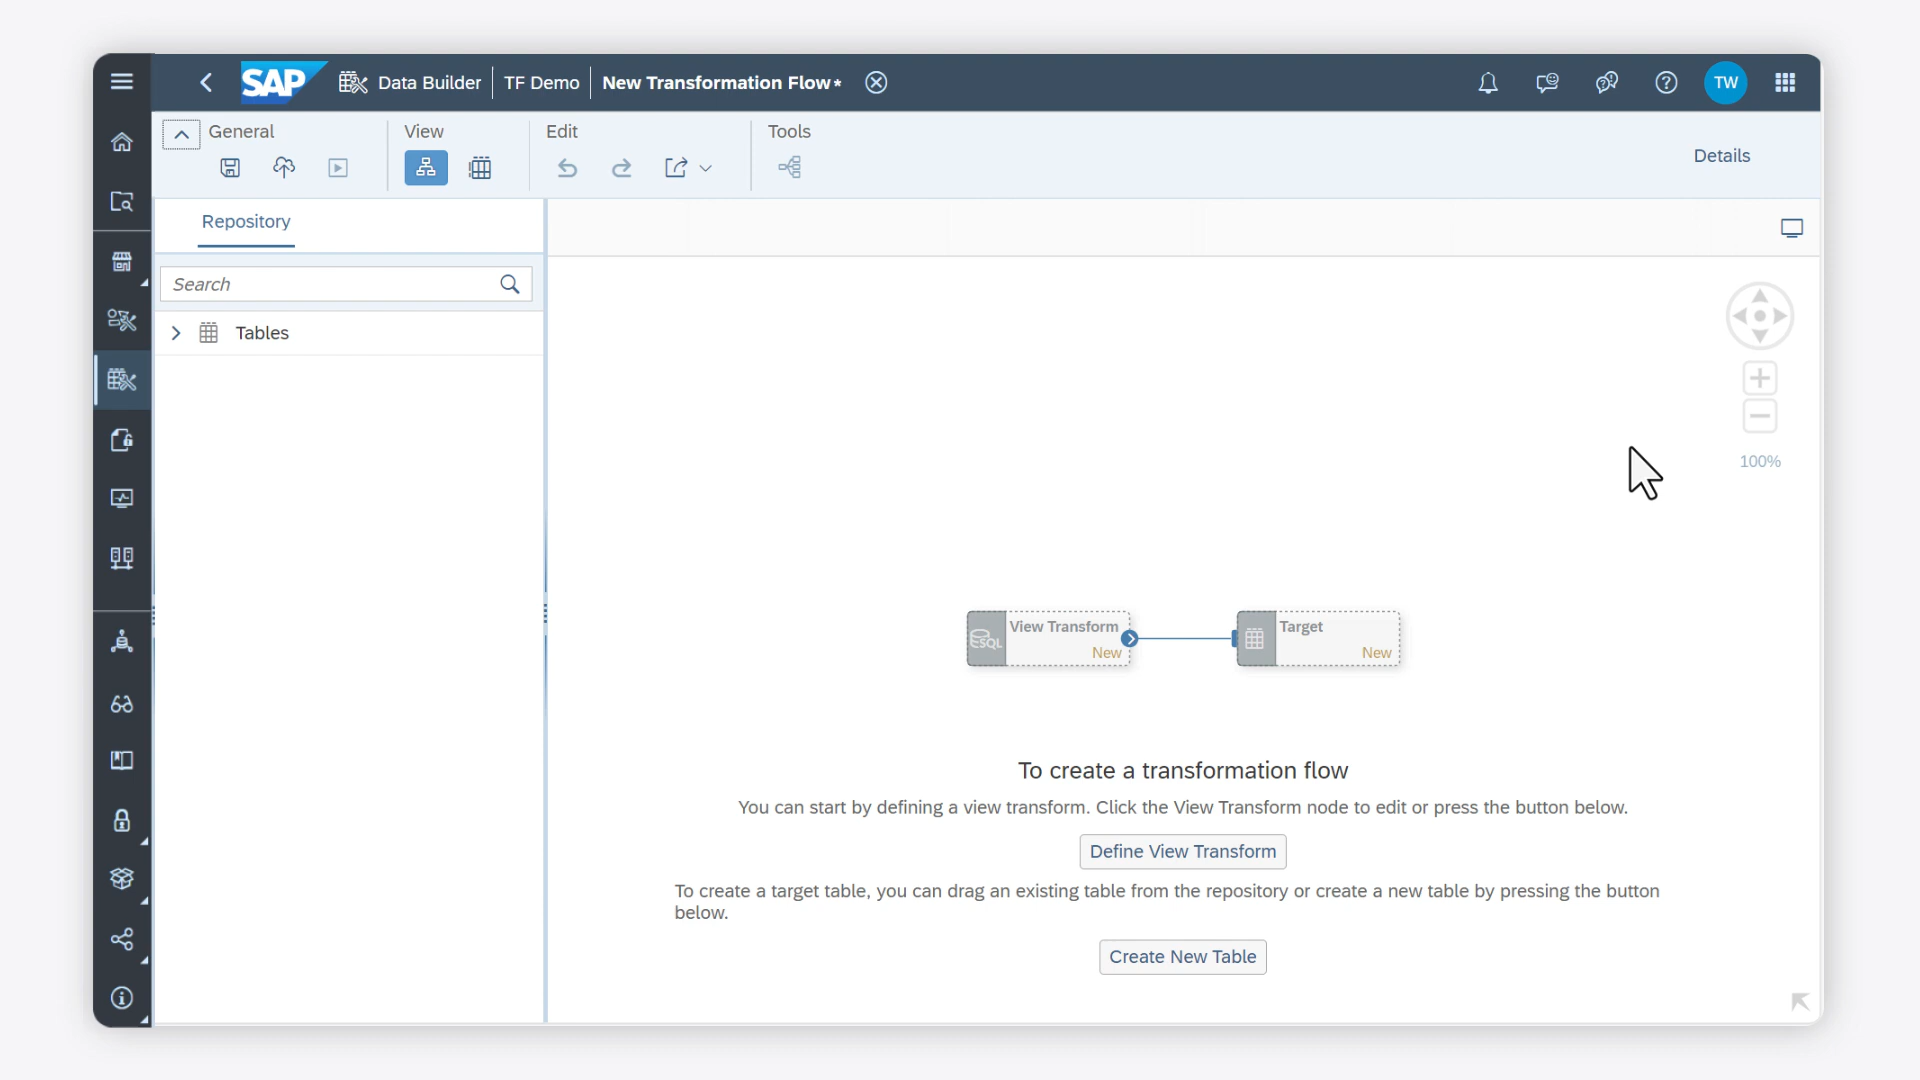 SAP Data Builder TF Demo New Transformation Flow* TW
General View Edit Tools
Details
Repository
Search
Tables
100%
SQL View Transform New
Target New
To create a transformation flow
You can start by defining a view transform. Click the View Transform node to edit or press the button below.
Define View Transform
To create a target table, you can drag an existing table from the repository or create a new table by pressing the button
below.
Create New Table